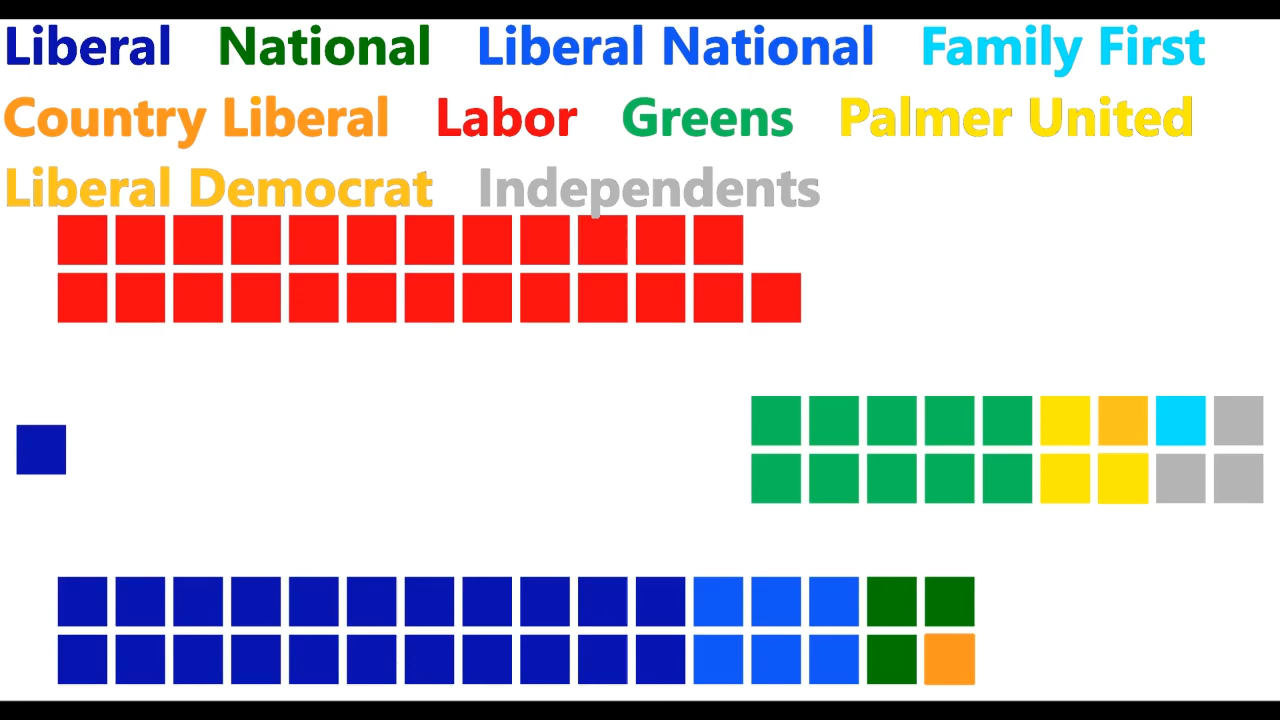 Liberal National Liberal National Family First
Country Liberal Labor Greens Palmer United
Liberal Democrat Independents